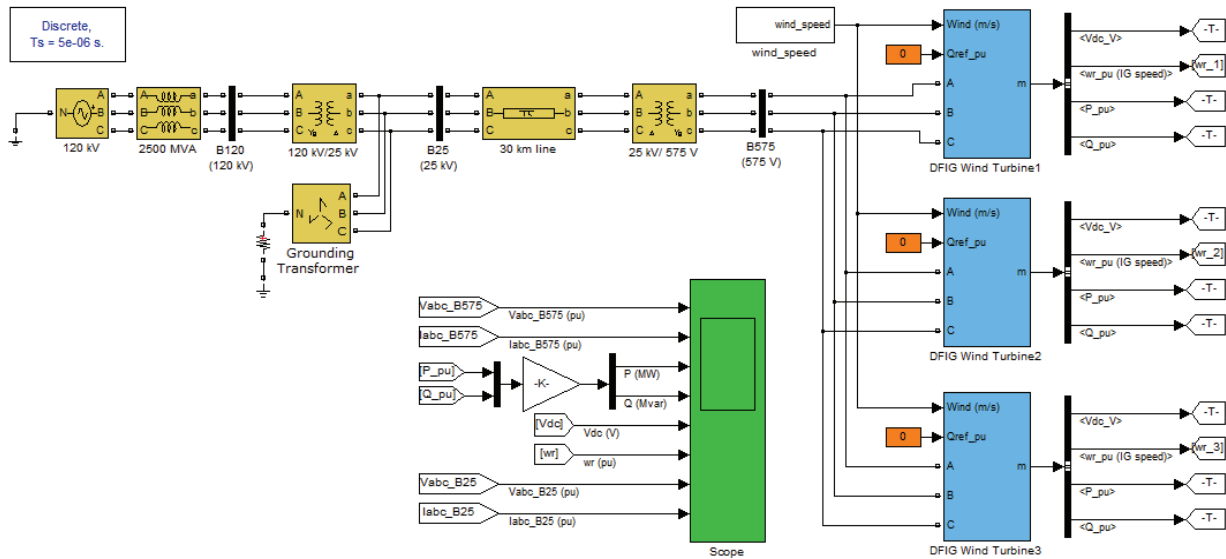 Discrete,
Ts = 5e-06 s.
N
A
B
C
120 kV
A
B
C
a
b
c
2500 MVA
B120
(120 kV)
A
B
C
a
b
c
Yg
Δ
120 kV/25 kV
B25
(25 kV)
A
B
C
a
b
c
30 km line
A
B
C
a
b
c
Δ
Yg
25 kV/ 575 V
B575
(575 V)
N
A
B
C
Grounding
Transformer
wind_speed
wind_speed
0
Wind (m/s)
Qref_pu
A
B
C
m
DFIG Wind Turbine1
<Vdc_V>
-T-
<wr_pu (IG speed)>
[wr_1]
<P_pu>
-T-
<Q_pu>
-T-
0
Wind (m/s)
Qref_pu
A
B
C
m
DFIG Wind Turbine2
<Vdc_V>
-T-
<wr_pu (IG speed)>
[wr_2]
<P_pu>
-T-
<Q_pu>
-T-
0
Wind (m/s)
Qref_pu
A
B
C
m
DFIG Wind Turbine3
<Vdc_V>
-T-
<wr_pu (IG speed)>
[wr_3]
<P_pu>
-T-
<Q_pu>
-T-
Vabc_B575
Vabc_B575 (pu)
Iabc_B575
Iabc_B575 (pu)
[P_pu]
[Q_pu]
-K-
P (MW)
Q (Mvar)
[Vdc]
Vdc (V)
[wr]
wr (pu)
Vabc_B25
Vabc_B25 (pu)
Iabc_B25
Iabc_B25 (pu)
Scope